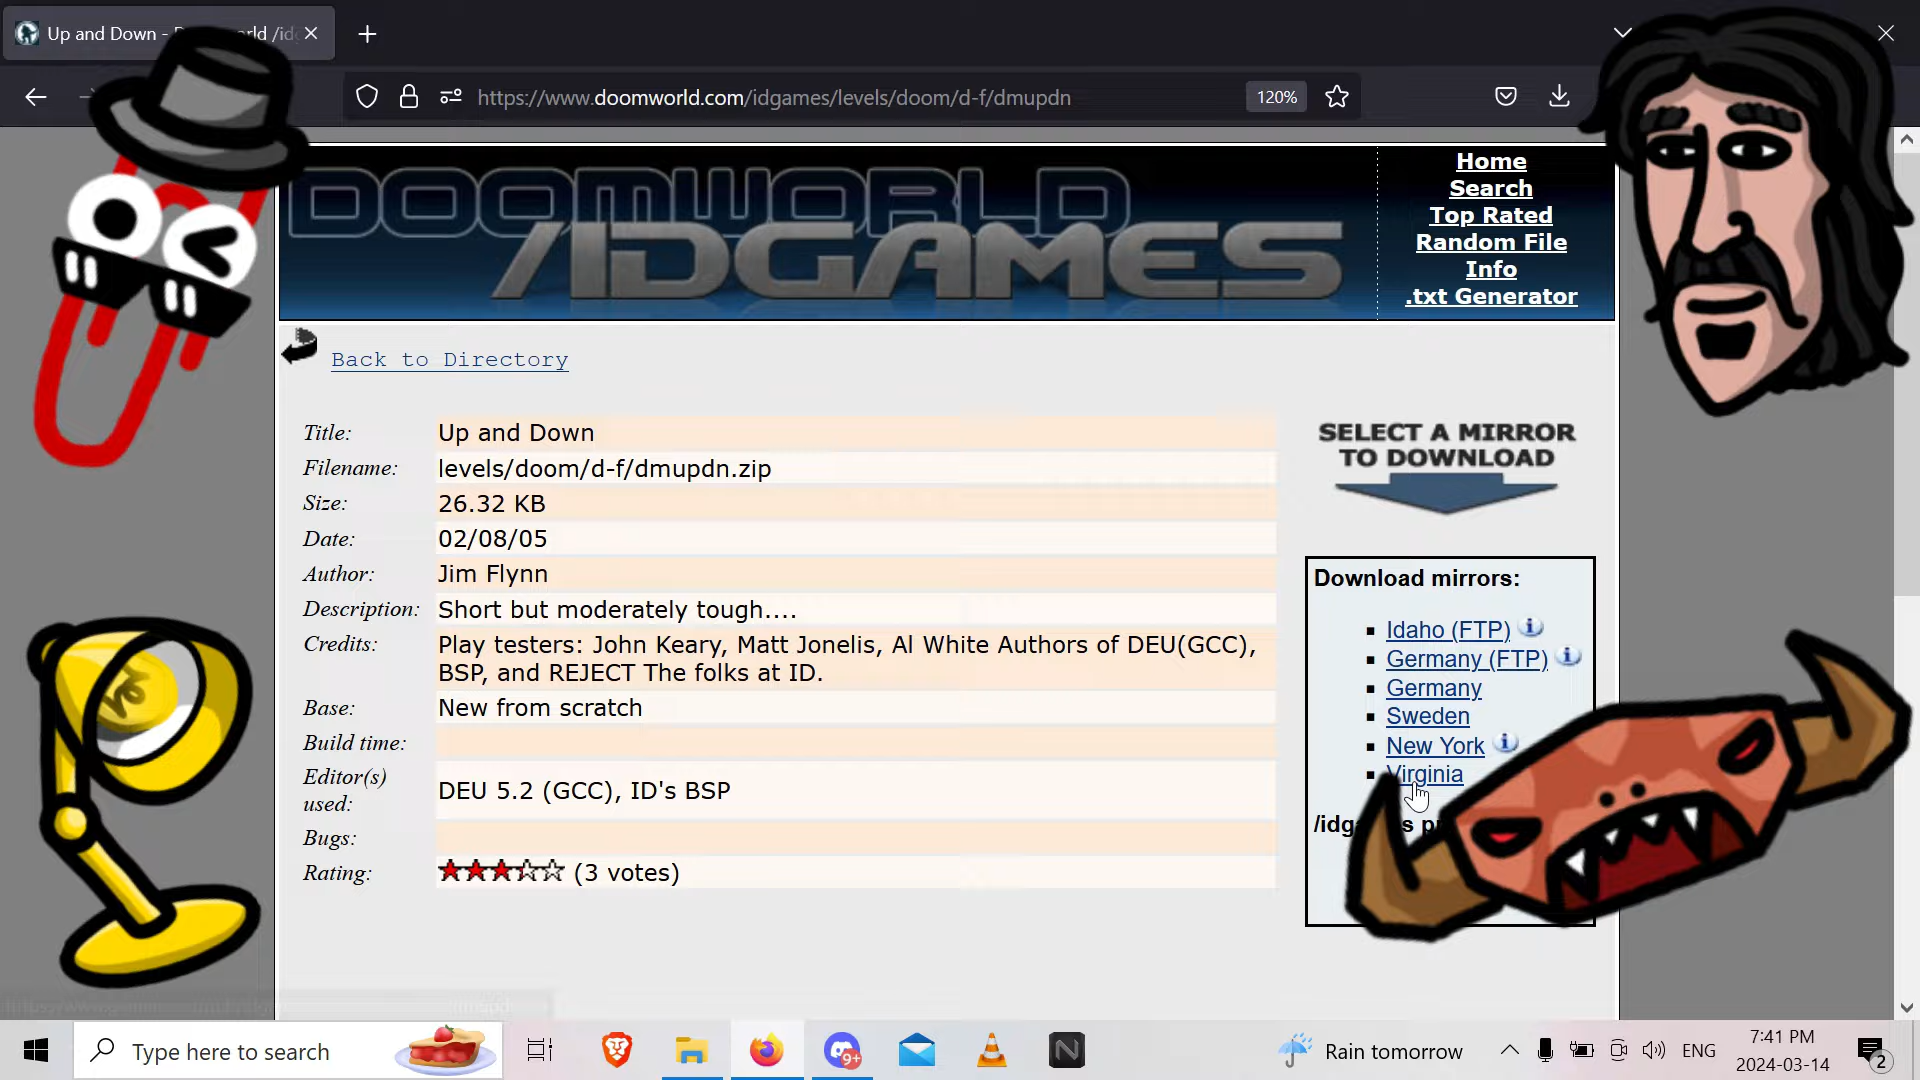 Up and Down - D
rld /id
https://www.doomworld.com/idgames/levels/doom/d-f/dmupdn
120%
DOOMWORLD
/IDGAMES
Home
Search
Top Rated
Random File
Info
.txt Generator
Back to Directory
SELECT A MIRROR
TO DOWNLOAD
Title: Up and Down
Filename: levels/doom/d-f/dmupdn.zip
Size: 26.32 KB
Date: 02/08/05
Author: Jim Flynn
Description: Short but moderately tough....
Credits: Play testers: John Keary, Matt Jonelis, Al White Authors of DEU(GCC),
BSP, and REJECT The folks at ID.
Base: New from scratch
Build time:
Editor(s)
used: DEU 5.2 (GCC), ID's BSP
Bugs:
Rating: (3 votes)
Download mirrors:
Idaho (FTP)
Germany (FTP)
Germany
Sweden
New York
Virginia
/idg
Type here to search
9+
N
Rain tomorrow
ENG
7:41 PM
2024-03-14
2